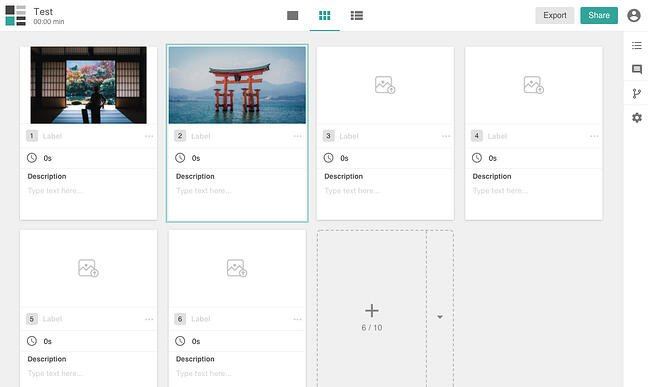 Test
00:00 min
Export
Share
1 Label
0s
Description
Type text here...
2 Label
0s
Description
Type text here...
3 Label
0s
Description
Type text here...
4 Label
0s
Description
Type text here...
5 Label
0s
Description
Type text here...
6 Label
0s
Description
Type text here...
6 / 10